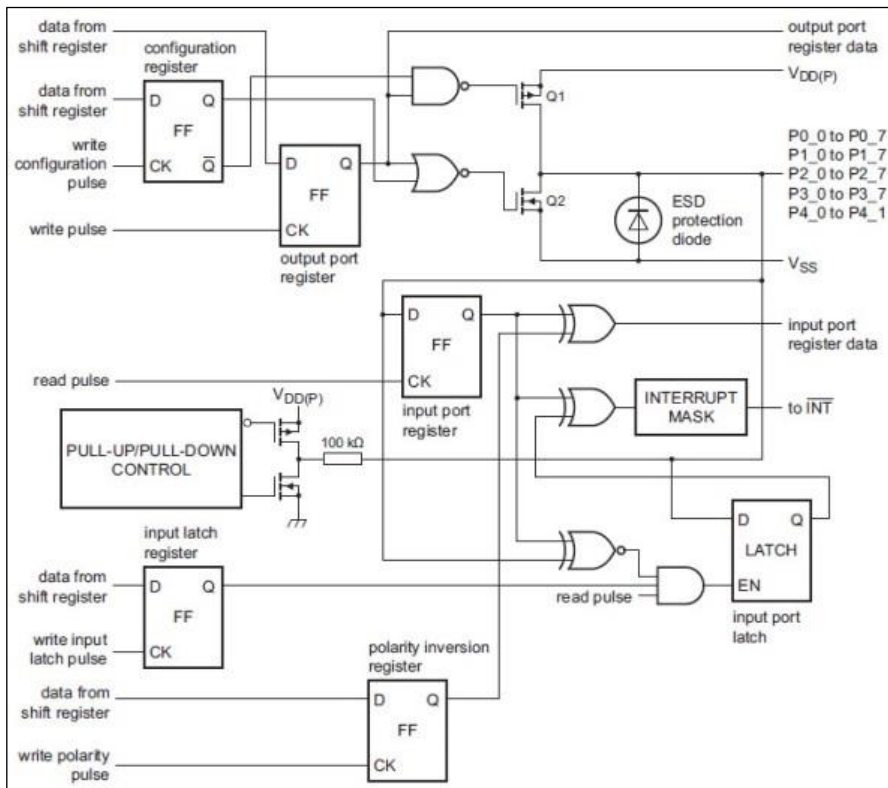 data from
shift register
configuration
register
data from
shift register
D
Q
FF
write
configuration
pulse
CK
Q̅
D
Q
FF
write pulse
CK
output port
register
Q1
Q2
output port
register data
VDD(P)
P0_0 to P0_7
P1_0 to P1_7
P2_0 to P2_7
P3_0 to P3_7
P4_0 to P4_1
ESD
protection
diode
VSS
D
Q
FF
read pulse
CK
input port
register
input port
register data
INTERRUPT
MASK
to I̅N̅T̅
VDD(P)
PULL-UP/PULL-DOWN
CONTROL
100 kΩ
D
Q
LATCH
EN
read pulse
input port
latch
input latch
register
data from
shift register
D
Q
FF
write input
latch pulse
CK
polarity inversion
register
data from
shift register
D
Q
FF
write polarity
pulse
CK